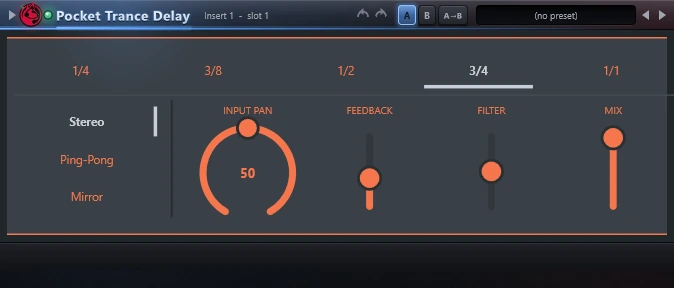 Pocket Trance Delay Insert 1 - slot 1 A B A→B (no preset)
1/4 3/8 1/2 3/4 1/1
Stereo
Ping-Pong
Mirror
INPUT PAN FEEDBACK FILTER MIX
50